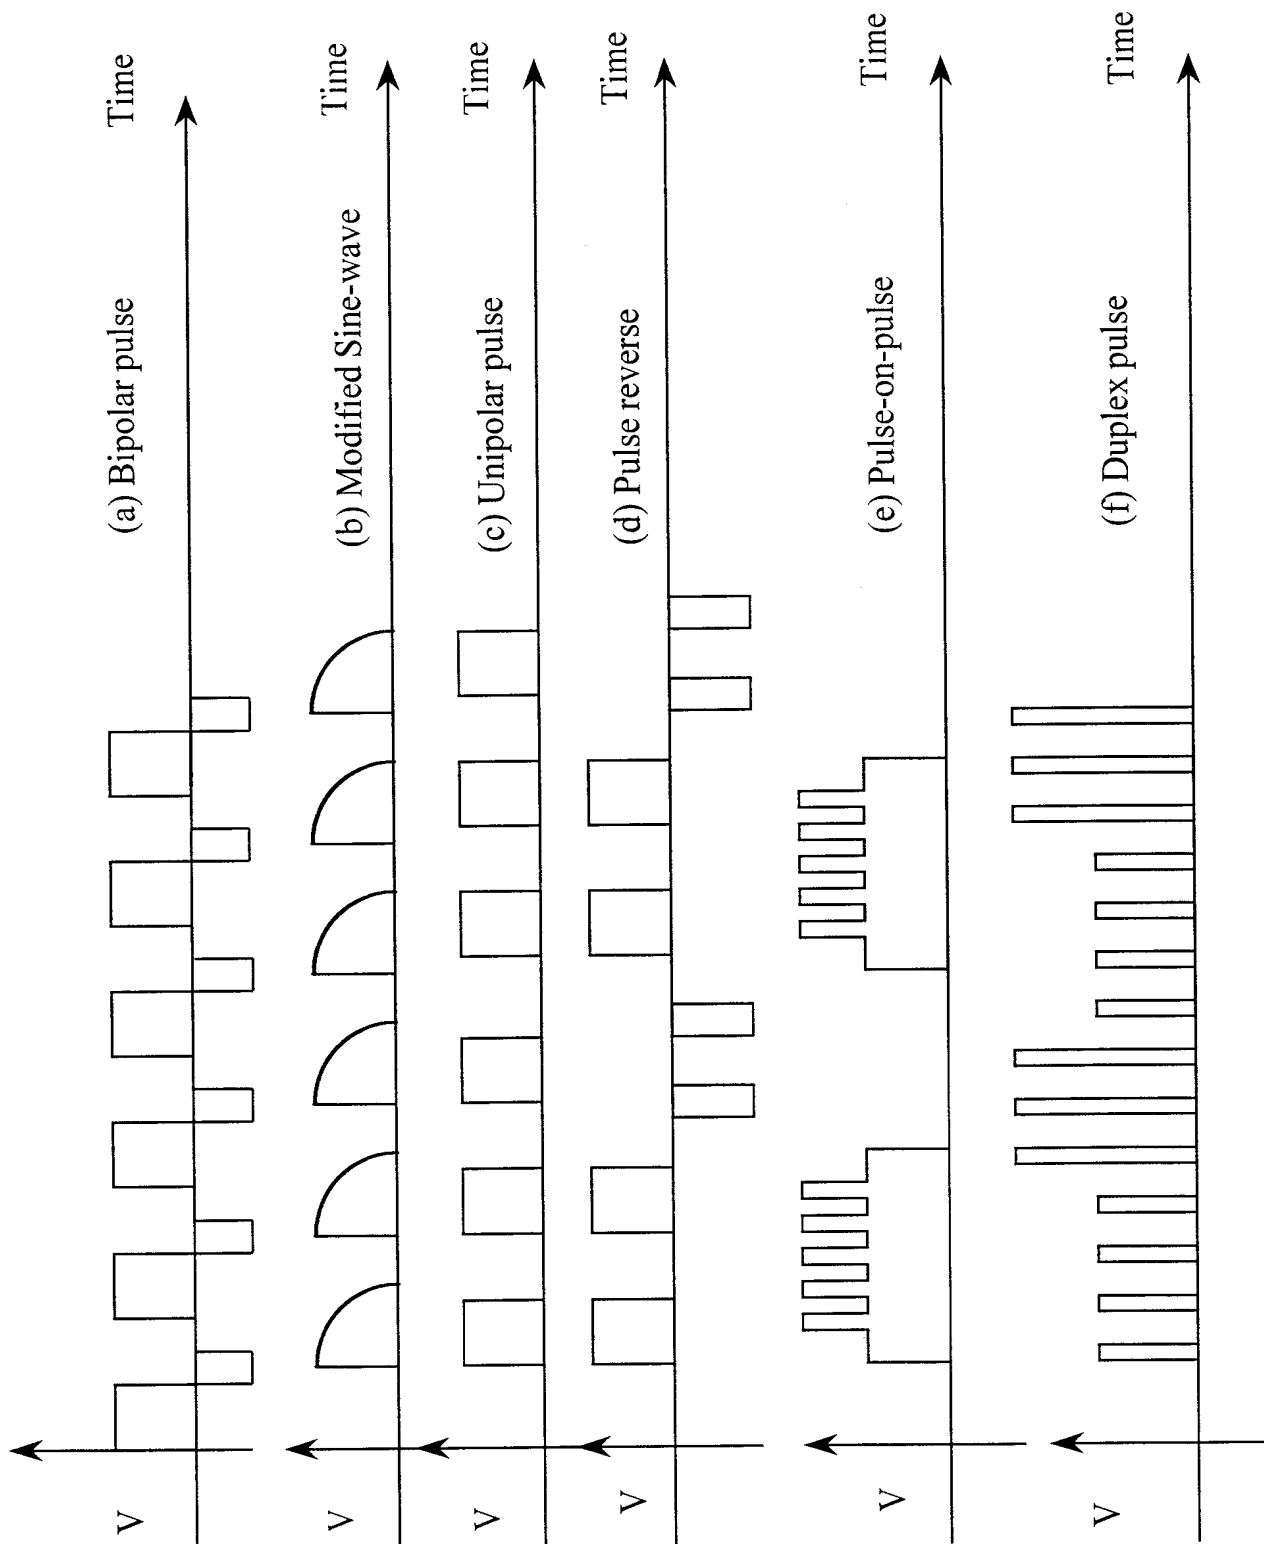 Time
(a) Bipolar pulse
V
Time
(b) Modified Sine-wave
V
Time
(c) Unipolar pulse
V
Time
(d) Pulse reverse
V
Time
(e) Pulse-on-pulse
V
Time
(f) Duplex pulse
V